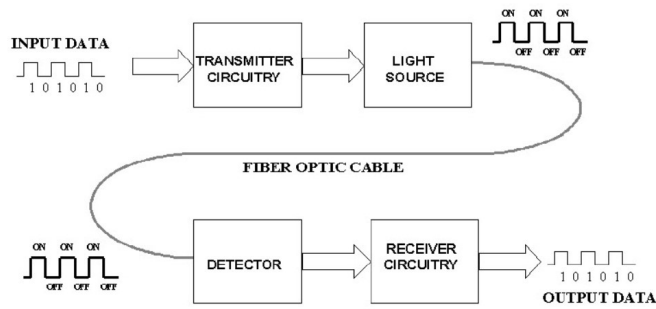 ON ON ON
OFF OFF OFF
INPUT DATA
1 0 1 0 1 0
TRANSMITTER
CIRCUITRY
LIGHT
SOURCE
FIBER OPTIC CABLE
ON ON ON
OFF OFF OFF
DETECTOR
RECEIVER
CIRCUITRY
1 0 1 0 1 0
OUTPUT DATA